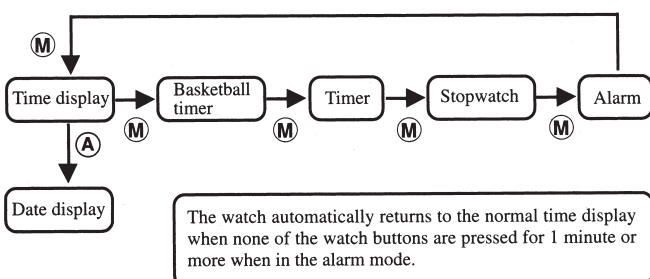 M
Time display
M
Basketball
timer
M
Timer
M
Stopwatch
M
Alarm
A
Date display
The watch automatically returns to the normal time display
when none of the watch buttons are pressed for 1 minute or
more when in the alarm mode.